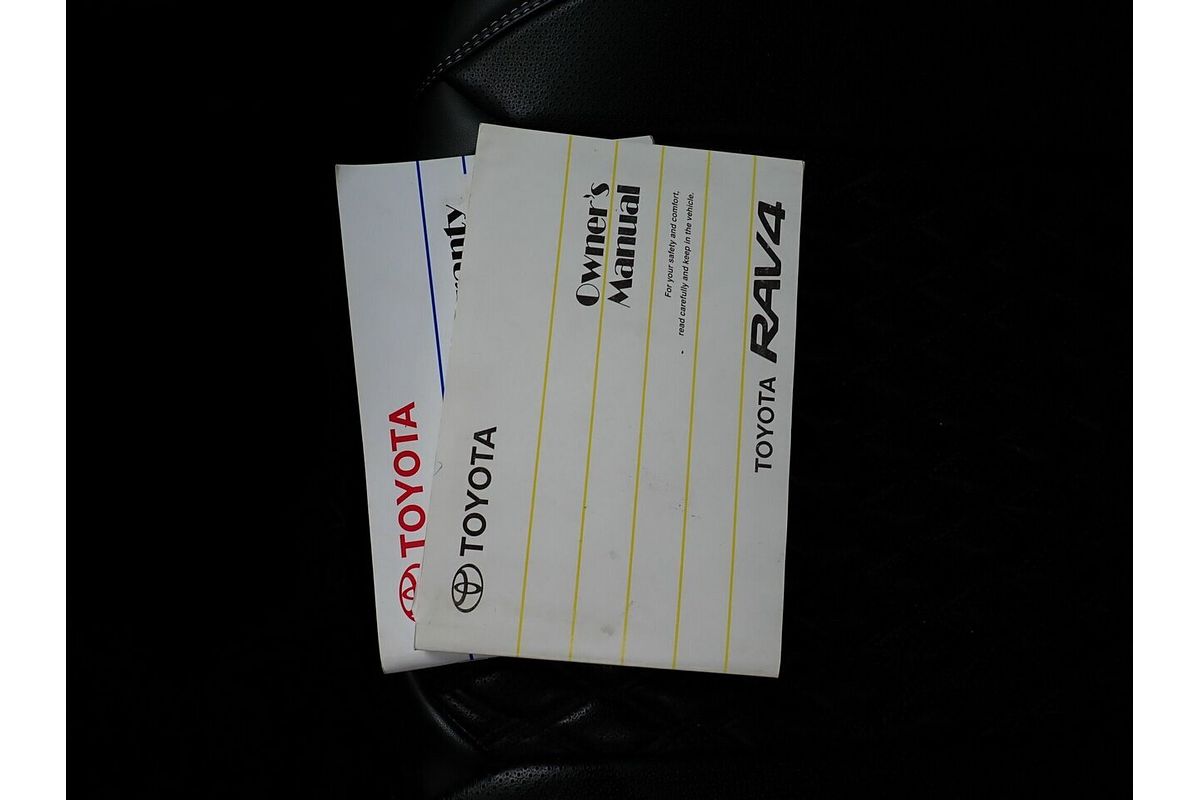 TOYOTA
Owner's
Manual
For your safety and comfort,
read carefully and keep in the vehicle.
TOYOTA RAV4
TOYOTA